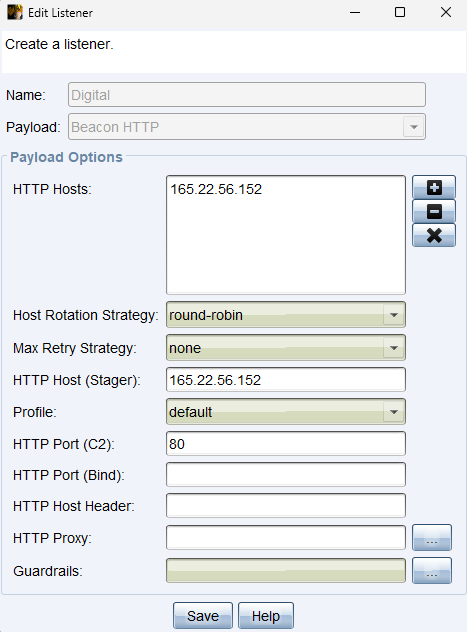 Edit Listener
Create a listener.
Name: Digital
Payload: Beacon HTTP
Payload Options
HTTP Hosts: 165.22.56.152
Host Rotation Strategy: round-robin
Max Retry Strategy: none
HTTP Host (Stager): 165.22.56.152
Profile: default
HTTP Port (C2): 80
HTTP Port (Bind):
HTTP Host Header:
HTTP Proxy: ...
Guardrails: ...
Save Help